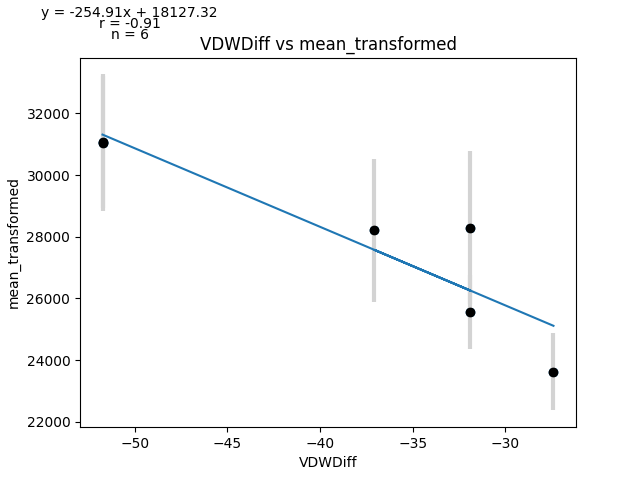 y = -254.91x + 18127.32
r = -0.91
n = 6
VDWDiff vs mean_transformed
32000
30000
28000
26000
24000
22000
mean_transformed
−50
−45
−40
−35
−30
VDWDiff